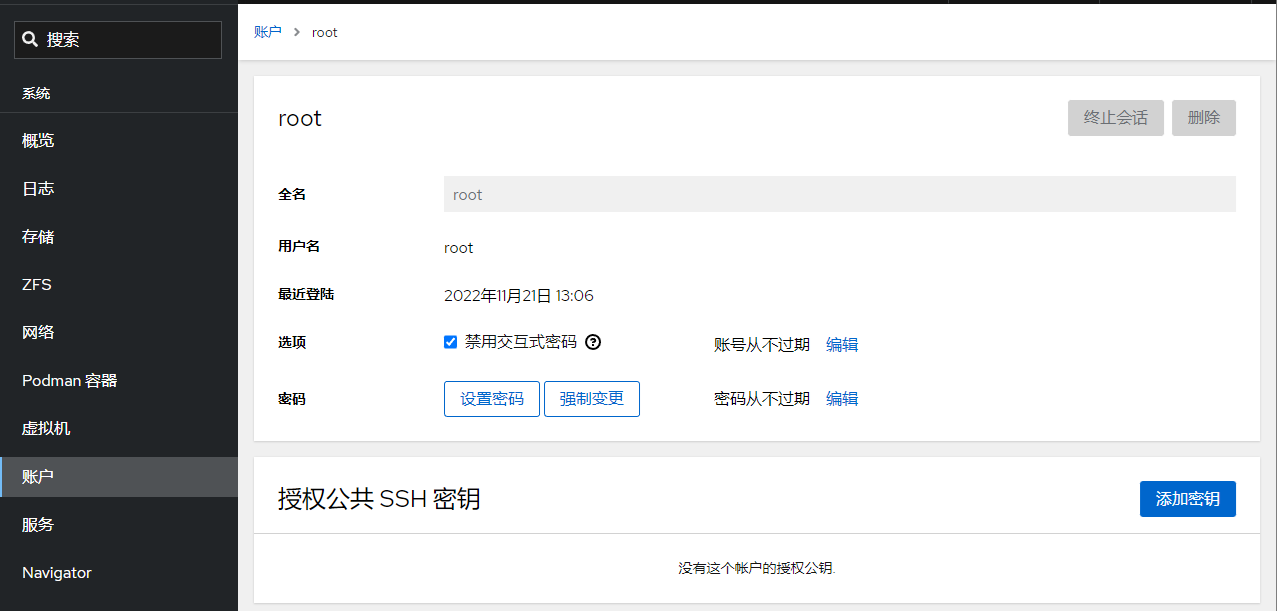 搜索
系统
概览
日志
存储
ZFS
网络
Podman 容器
虚拟机
账户
服务
Navigator
账户 > root
root
终止会话 删除
全名 root
用户名 root
最近登陆 2022年11月21日 13:06
选项 禁用交互式密码 账号从不过期 编辑
密码 设置密码 强制变更 密码从不过期 编辑
授权公共 SSH 密钥 添加密钥
没有这个帐户的授权公钥.